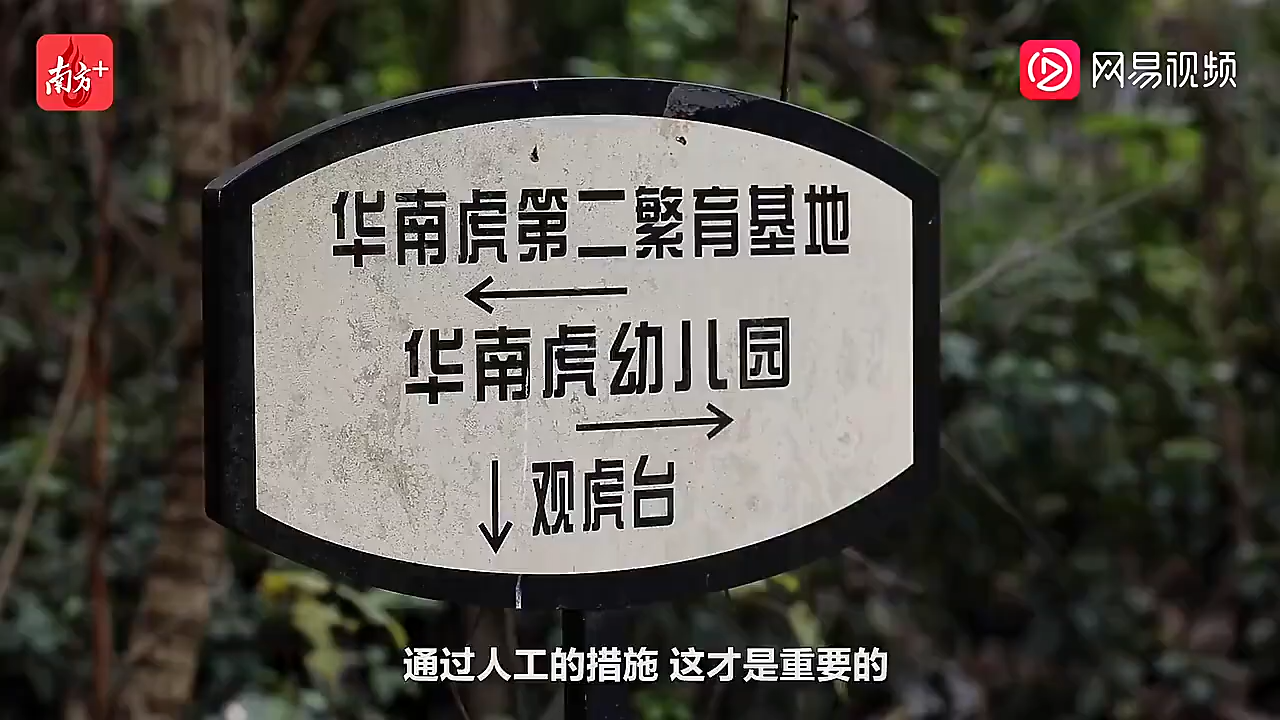 南方+
网易视频
华南虎第二繁育基地
←
华南虎幼儿园
→
↓ 观虎台
通过人工的措施 这才是重要的